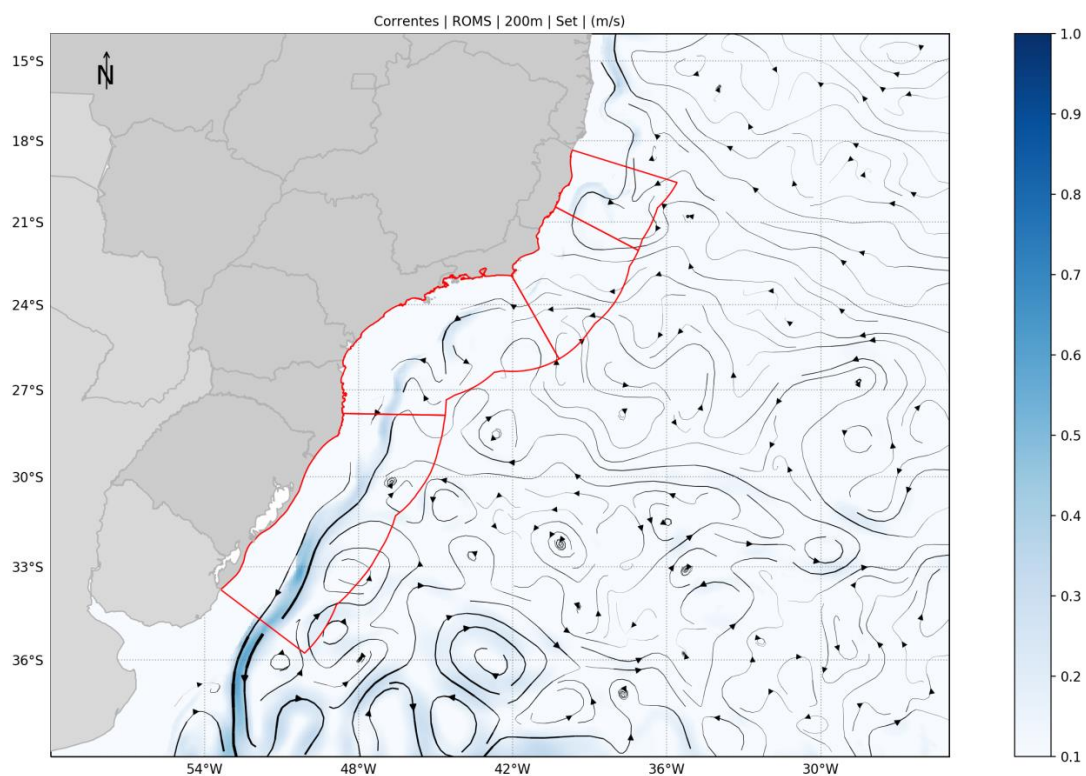 Correntes | ROMS | 200m | Set | (m/s)
N
15°S
18°S
21°S
24°S
27°S
30°S
33°S
36°S
54°W
48°W
42°W
36°W
30°W
1.0
0.9
0.8
0.7
0.6
0.5
0.4
0.3
0.2
0.1